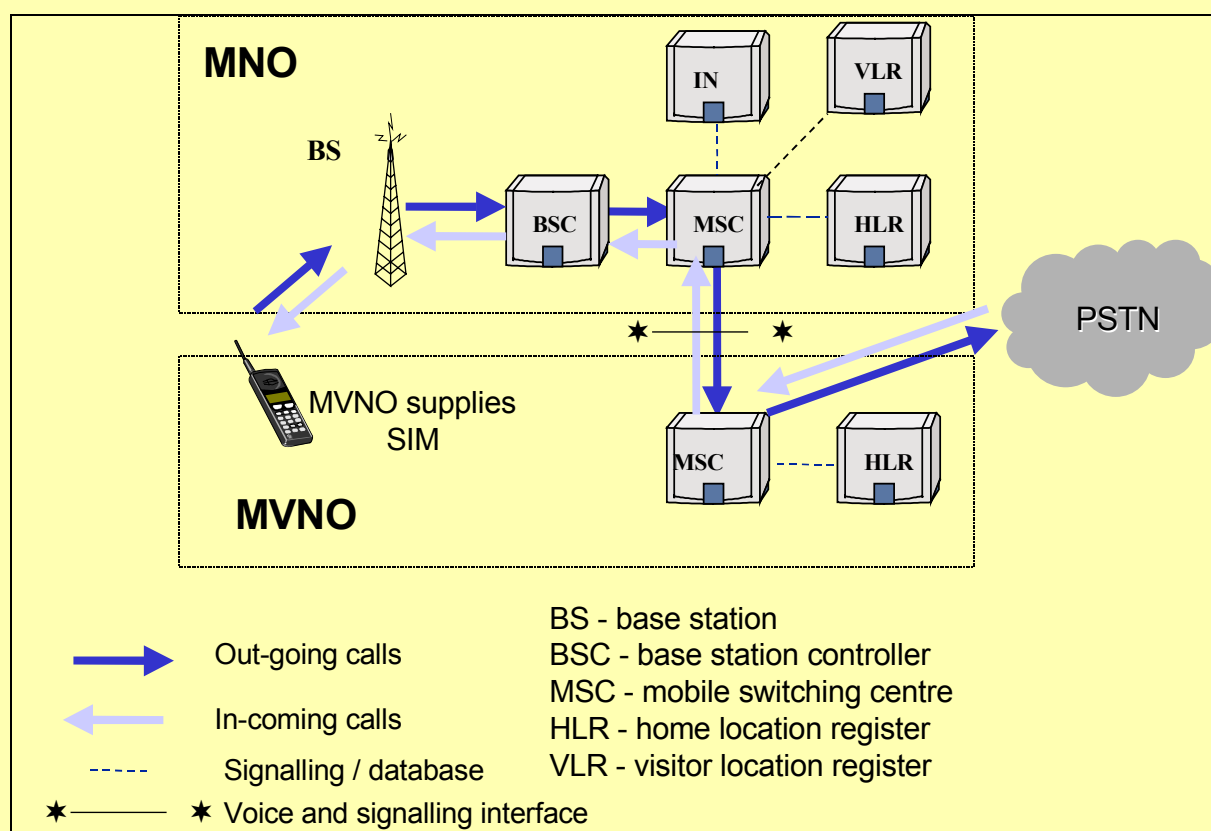 MNO
IN
VLR
BS
BSC
MSC
HLR
PSTN
MVNO supplies
SIM
MSC
HLR
MVNO
Out-going calls
In-coming calls
Signalling / database
Voice and signalling interface
BS - base station
BSC - base station controller
MSC - mobile switching centre
HLR - home location register
VLR - visitor location register